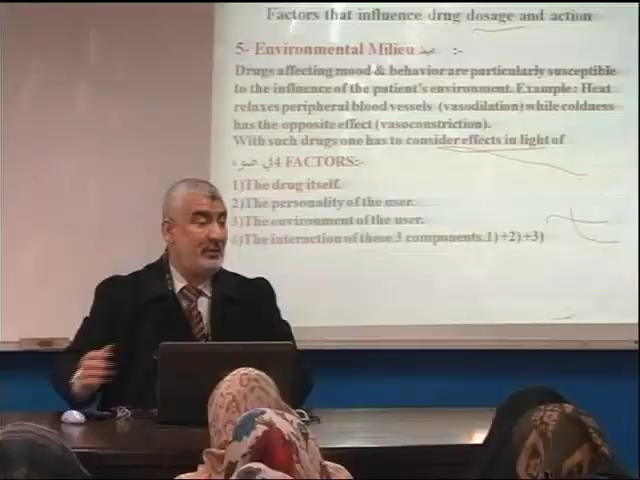 Factors that influence drug dosage and action
5- Environmental Milieu :-
Drugs affecting mood & behavior are particularly susceptible
to the influence of the patient's environment. Example: Heat
relaxes peripheral blood vessels (vasodilation) while coldness
has the opposite effect (vasoconstriction).
With such drugs one has to consider effects in light of
في ضوء 4 FACTORS:-
1)The drug itself.
2)The personality of the user.
3)The environment of the user.
4)The interaction of these 3 components. 1) +2) +3)